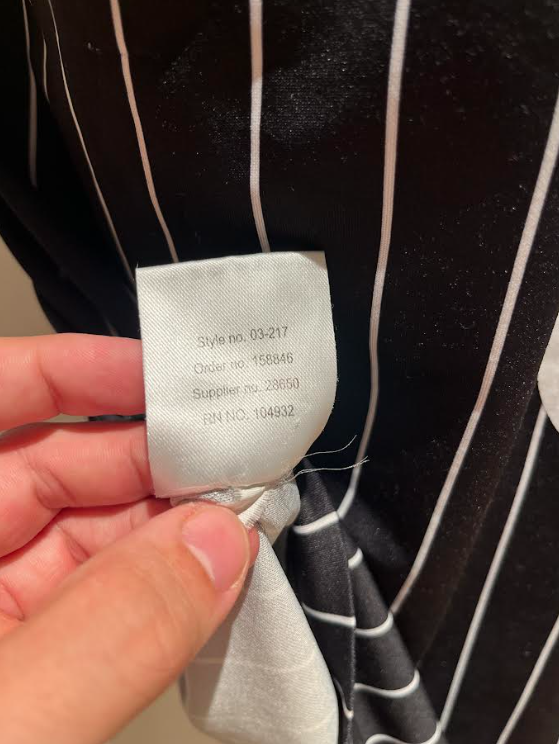 Style no. 03-217
Order no. 158846
Supplier no. 28650
RN NO. 104932